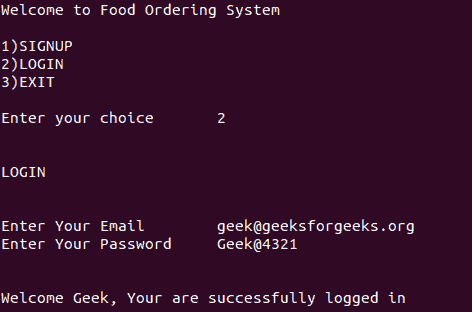 Welcome to Food Ordering System
1)SIGNUP
2)LOGIN
3)EXIT
Enter your choice 2
LOGIN
Enter Your Email geek@geeksforgeeks.org
Enter Your Password Geek@4321
Welcome Geek, Your are successfully logged in